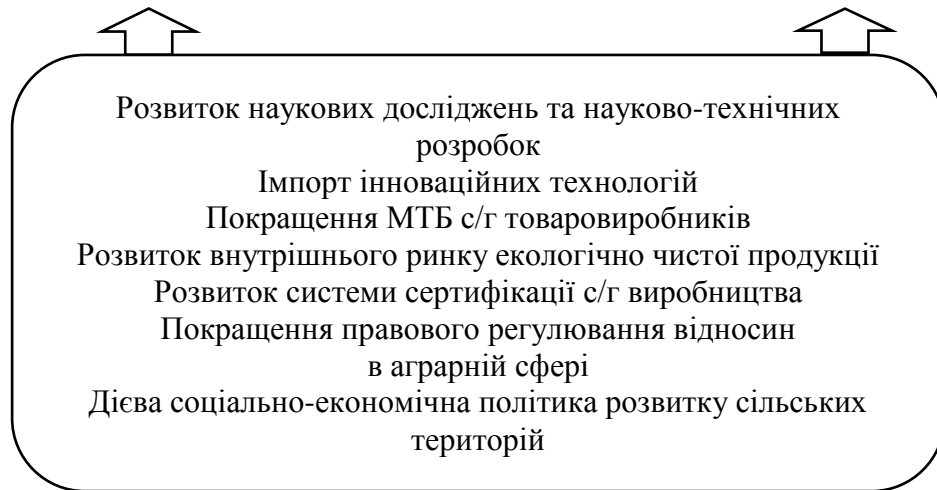 Розвиток наукових досліджень та науково-технічних
розробок
Імпорт інноваційних технологій
Покращення МТБ с/г товаровиробників
Розвиток внутрішнього ринку екологічно чистої продукції
Розвиток системи сертифікації с/г виробництва
Покращення правового регулювання відносин
в аграрній сфері
Дієва соціально-економічна політика розвитку сільських
територій